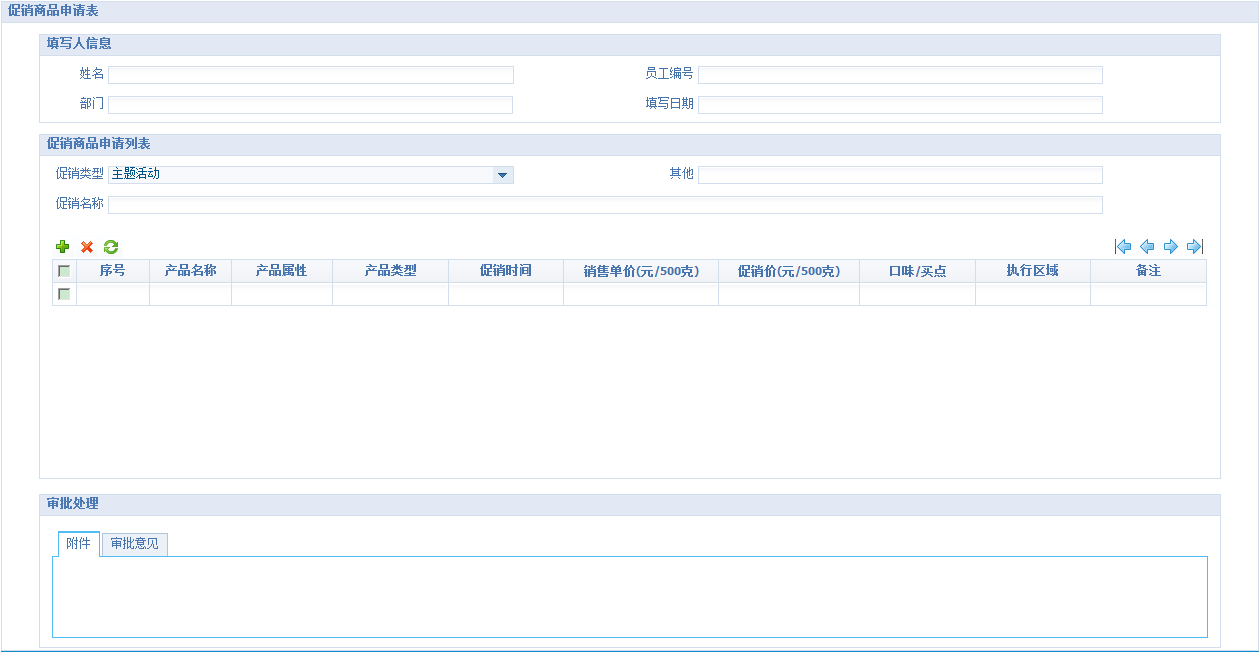 促销商品申请表
填写人信息
姓名 员工编号
部门 填写日期
促销商品申请列表
促销类型 主题活动 其他
促销名称
序号 产品名称 产品属性 产品类型 促销时间 销售单价(元/500克) 促销价(元/500克) 口味/买点 执行区域 备注
审批处理
附件 审批意见